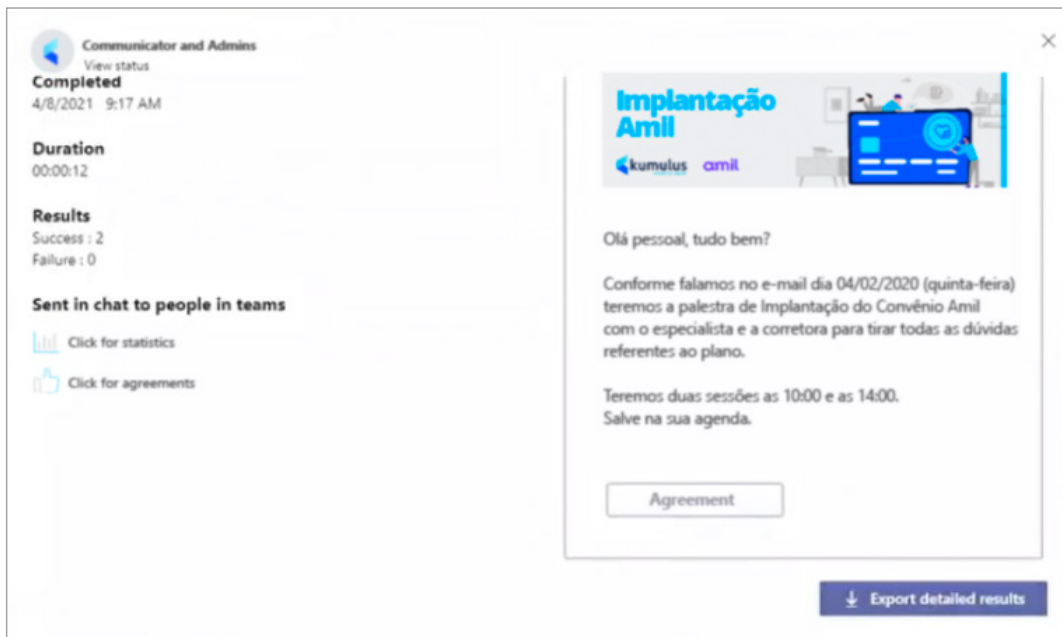 Communicator and Admins
View status
Completed
4/8/2021 9:17 AM
Duration
00:00:12
Results
Success : 2
Failure : 0
Sent in chat to people in teams
Click for statistics
Click for agreements
Implantação
Amil
kumulus amil
Olá pessoal, tudo bem?
Conforme falamos no e-mail dia 04/02/2020 (quinta-feira)
teremos a palestra de Implantação do Convênio Amil
com o especialista e a corretora para tirar todas as dúvidas
referentes ao plano.
Teremos duas sessões as 10:00 e as 14:00.
Salve na sua agenda.
Agreement
Export detailed results